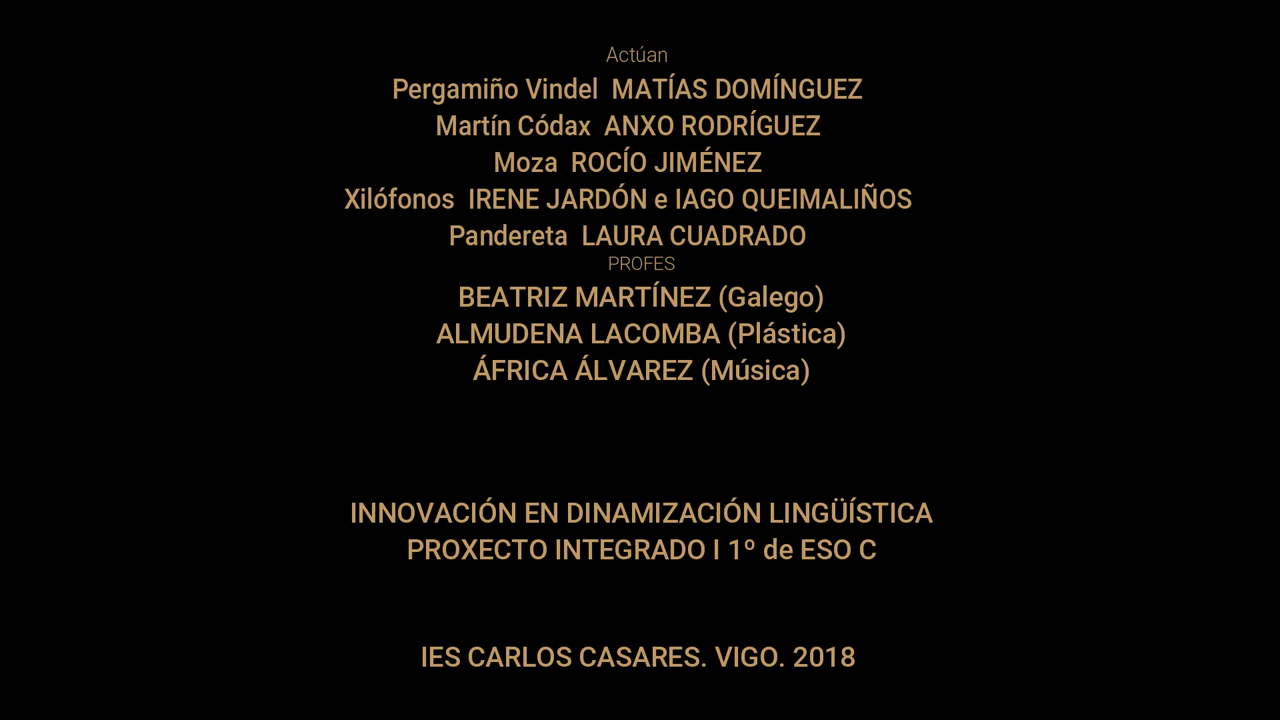 Actúan
Pergamiño Vindel MATÍAS DOMÍNGUEZ
Martín Códax ANXO RODRÍGUEZ
Moza ROCÍO JIMÉNEZ
Xilófonos IRENE JARDÓN e IAGO QUEIMALIÑOS
Pandereta LAURA CUADRADO
PROFES
BEATRIZ MARTÍNEZ (Galego)
ALMUDENA LACOMBA (Plástica)
ÁFRICA ÁLVAREZ (Música)
INNOVACIÓN EN DINAMIZACIÓN LINGÜÍSTICA
PROXECTO INTEGRADO I 1º de ESO C
IES CARLOS CASARES. VIGO. 2018